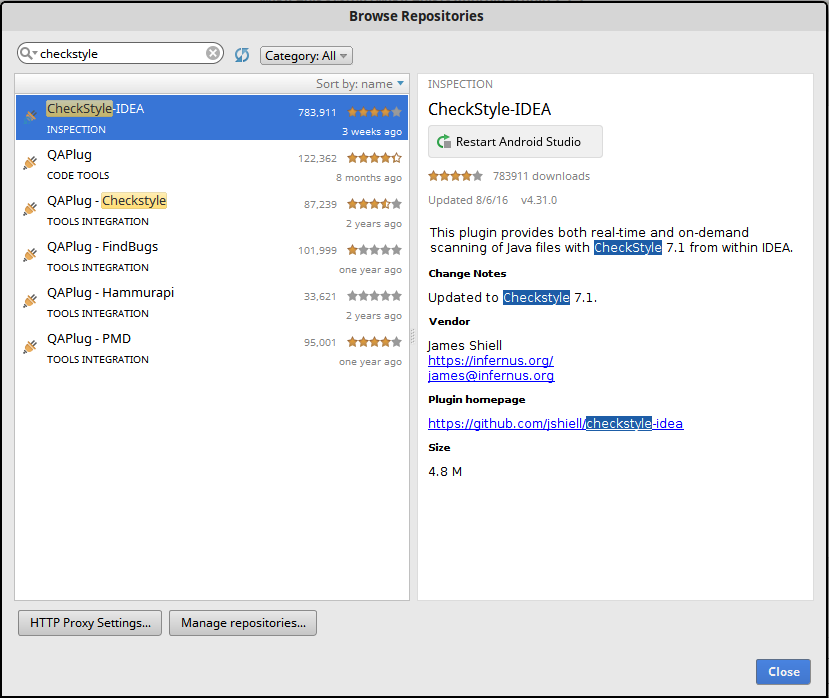 Browse Repositories
checkstyle
Category: All
Sort by: name
CheckStyle-IDEA
783,911
INSPECTION
3 weeks ago
QAPlug
122,362
CODE TOOLS
8 months ago
QAPlug - Checkstyle
87,239
TOOLS INTEGRATION
2 years ago
QAPlug - FindBugs
101,999
TOOLS INTEGRATION
one year ago
QAPlug - Hammurapi
33,621
TOOLS INTEGRATION
2 years ago
QAPlug - PMD
95,001
TOOLS INTEGRATION
one year ago
INSPECTION
CheckStyle-IDEA
Restart Android Studio
783911 downloads
Updated 8/6/16 v4.31.0
This plugin provides both real-time and on-demand
scanning of Java files with CheckStyle 7.1 from within IDEA.
Change Notes
Updated to Checkstyle 7.1.
Vendor
James Shiell
https://infernus.org/
james@infernus.org
Plugin homepage
https://github.com/jshiell/checkstyle-idea
Size
4.8 M
HTTP Proxy Settings...
Manage repositories...
Close